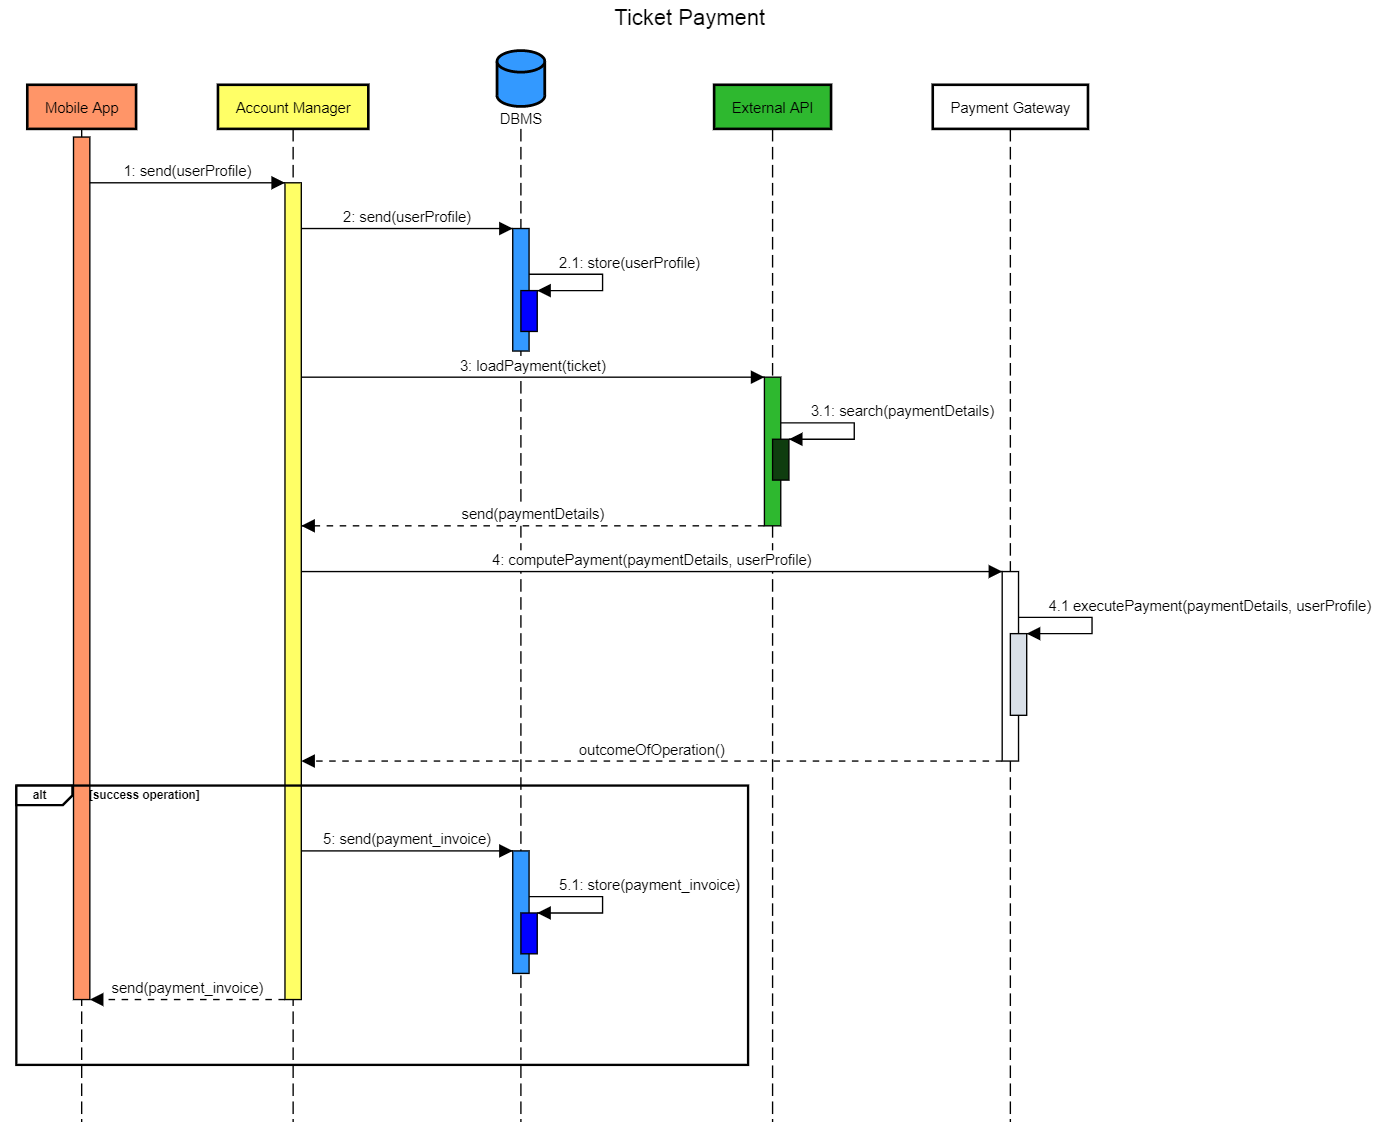 Ticket Payment
Mobile App
Account Manager
DBMS
External API
Payment Gateway
1: send(userProfile)
2: send(userProfile)
2.1: store(userProfile)
3: loadPayment(ticket)
3.1: search(paymentDetails)
send(paymentDetails)
4: computePayment(paymentDetails, userProfile)
4.1 executePayment(paymentDetails, userProfile)
outcomeOfOperation()
alt
[success operation]
5: send(payment_invoice)
5.1: store(payment_invoice)
send(payment_invoice)